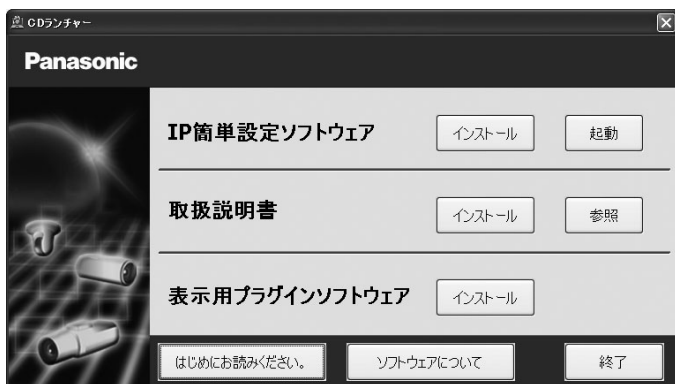 CDランチャー
Panasonic
IP簡単設定ソフトウェア インストール 起動
取扱説明書 インストール 参照
表示用プラグインソフトウェア インストール
はじめにお読みください。 ソフトウェアについて 終了